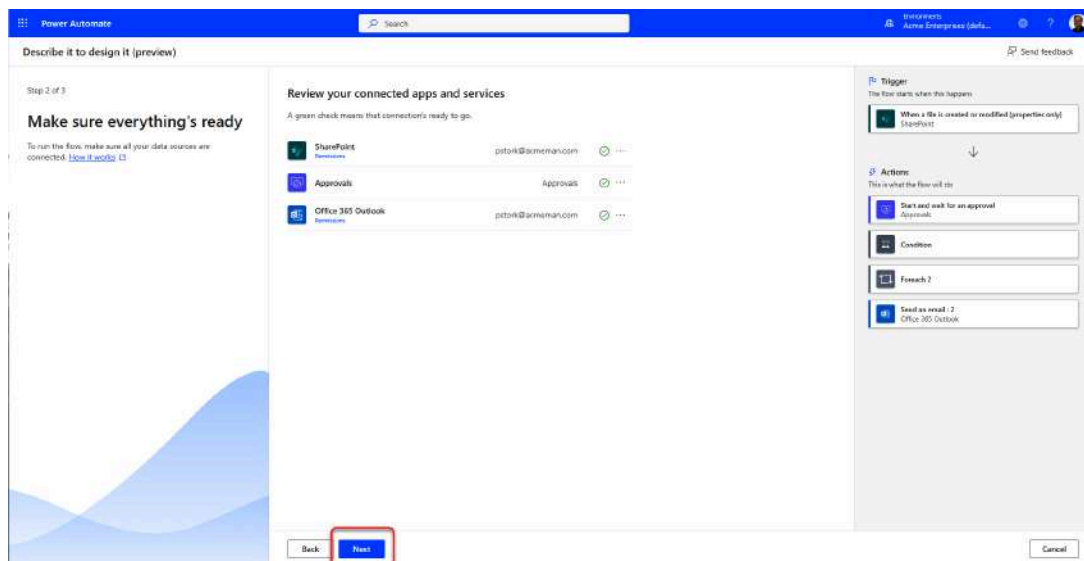 Power Automate
Search
Environments
Acme Enterprises (defa...
?
Describe it to design it (preview)
Send feedback
Step 2 of 3
Make sure everything's ready
To run the flow, make sure all your data sources are
connected. How it works
Review your connected apps and services
A green check means that connection's ready to go.
SharePoint
Permissions
pstork@acmeman.com
...
Approvals
Approvals
...
Office 365 Outlook
Permissions
pstork@acmeman.com
...
Trigger
The flow starts when this happens
When a file is created or modified (properties only)
SharePoint
Actions
This is what the flow will do
Start and wait for an approval
Approvals
Condition
Foreach 2
Send an email - 2
Office 365 Outlook
Back
Next
Cancel